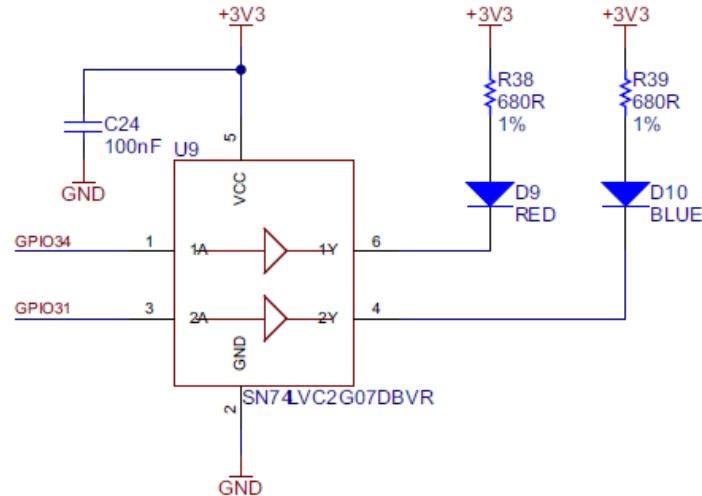 +3V3
+3V3
+3V3
C24
100nF
GND
U9
5
VCC
R38
680R
1%
R39
680R
1%
D9
RED
D10
BLUE
GPIO34
1
1A
1Y
6
GPIO31
3
2A
2Y
4
GND
2
SN74LVC2G07DBVR
GND